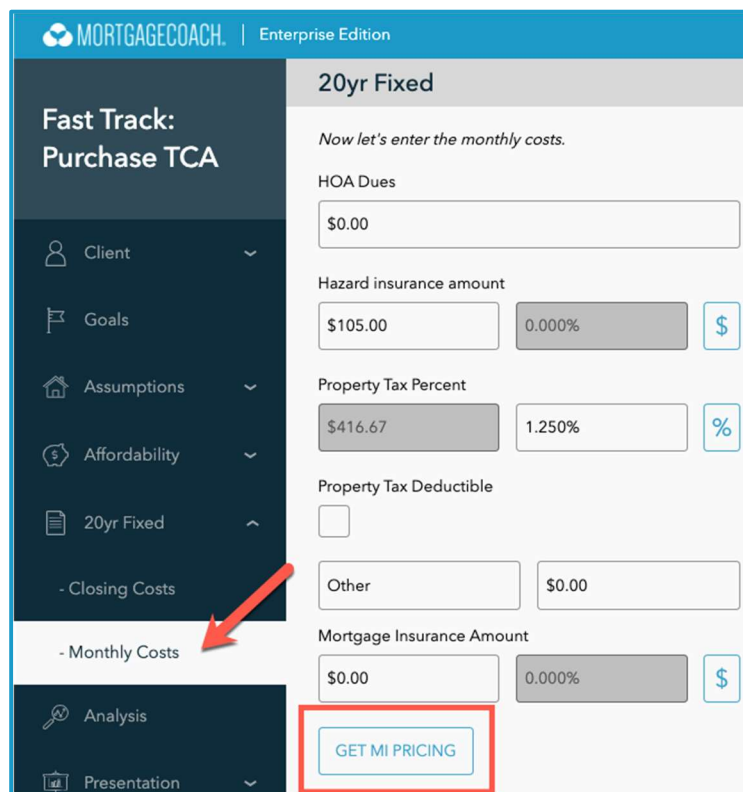 MORTGAGECOACH. | Enterprise Edition
Fast Track:
Purchase TCA
Client
Goals
Assumptions
Affordability
20yr Fixed
- Closing Costs
- Monthly Costs
Analysis
Presentation
20yr Fixed
Now let's enter the monthly costs.
HOA Dues
$0.00
Hazard insurance amount
$105.00 0.000% $
Property Tax Percent
$416.67 1.250% %
Property Tax Deductible
Other $0.00
Mortgage Insurance Amount
$0.00 0.000% $
GET MI PRICING